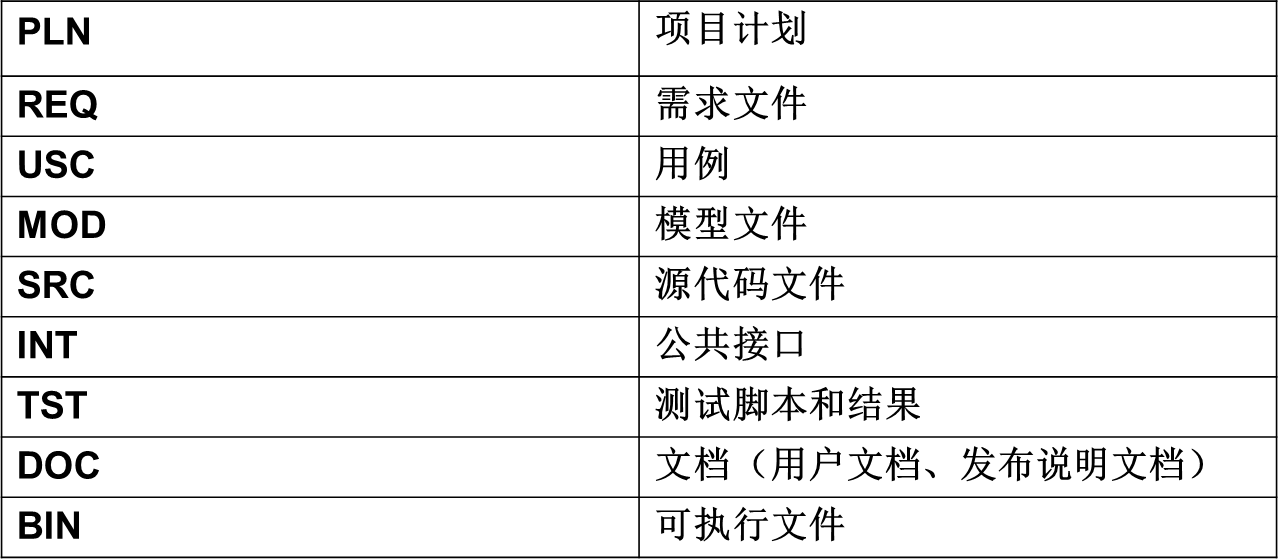 PLN 项目计划
REQ 需求文件
USC 用例
MOD 模型文件
SRC 源代码文件
INT 公共接口
TST 测试脚本和结果
DOC 文档（用户文档、发布说明文档）
BIN 可执行文件